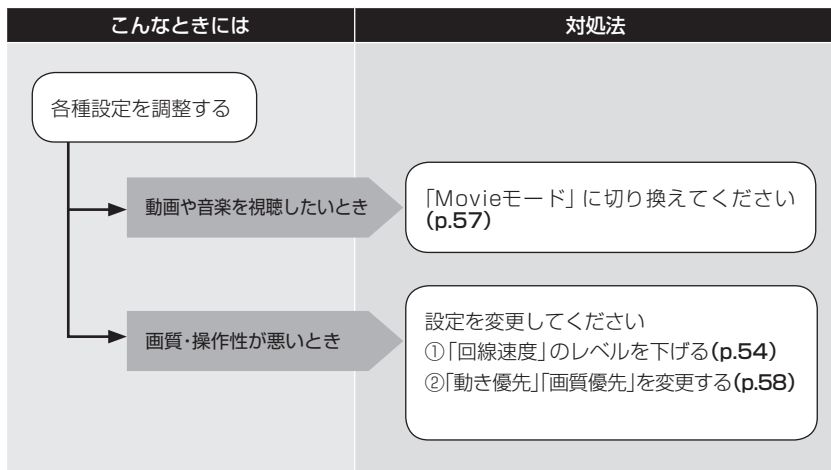 こんなときには
対処法
各種設定を調整する
動画や音楽を視聴したいとき
「Movieモード」に切り換えてください
(p.57)
画質・操作性が悪いとき
設定を変更してください
①「回線速度」のレベルを下げる(p.54)
②「動き優先」「画質優先」を変更する(p.58)